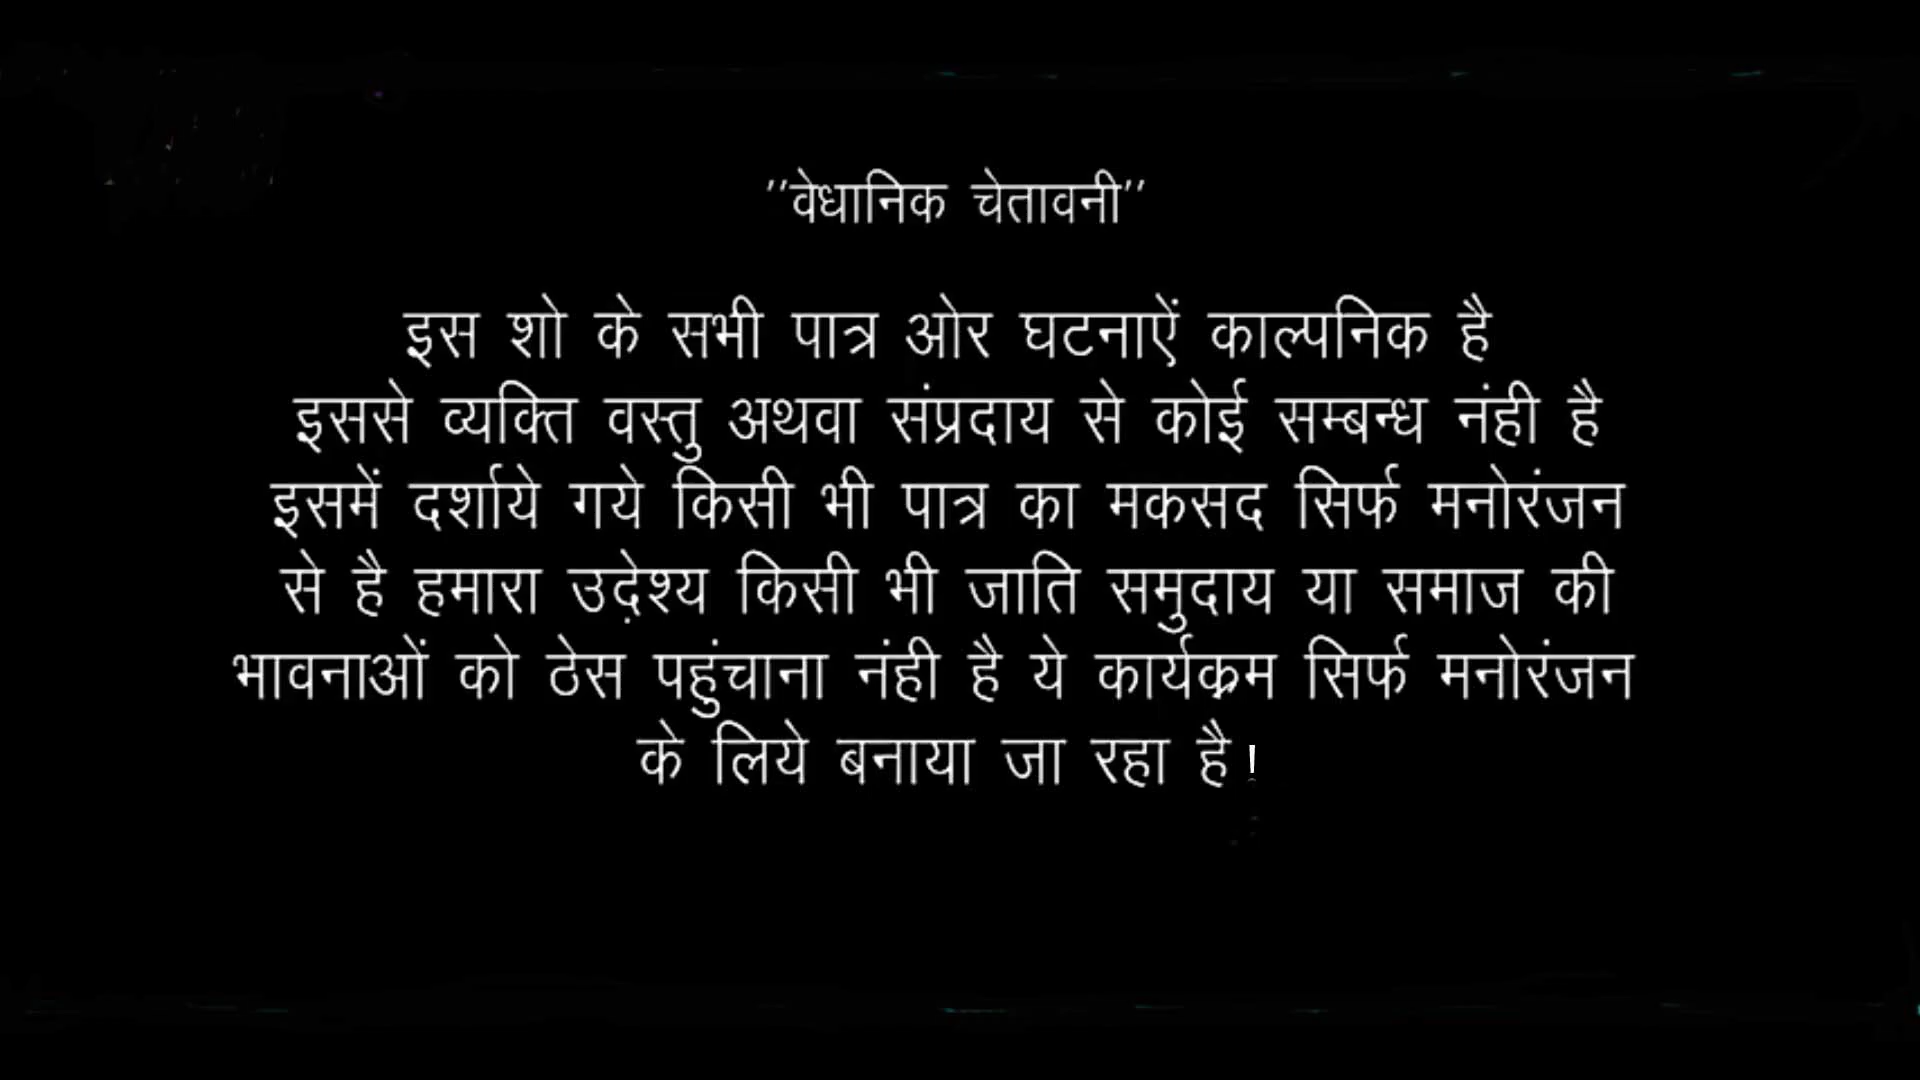 ''वेधानिक चेतावनी''
इस शो के सभी पात्र ओर घटनाऐं काल्पनिक है
इससे व्यक्ति वस्तु अथवा संप्रदाय से कोई सम्बन्ध नंही है
इसमें दर्शाये गये किसी भी पात्र का मकसद सिर्फ मनोरंजन
से है हमारा उद़ेश्य किसी भी जाति समुदाय या समाज की
भावनाओं को ठेस पहुंचाना नंही है ये कार्यक्रम सिर्फ मनोरंजन
के लिये बनाया जा रहा है!